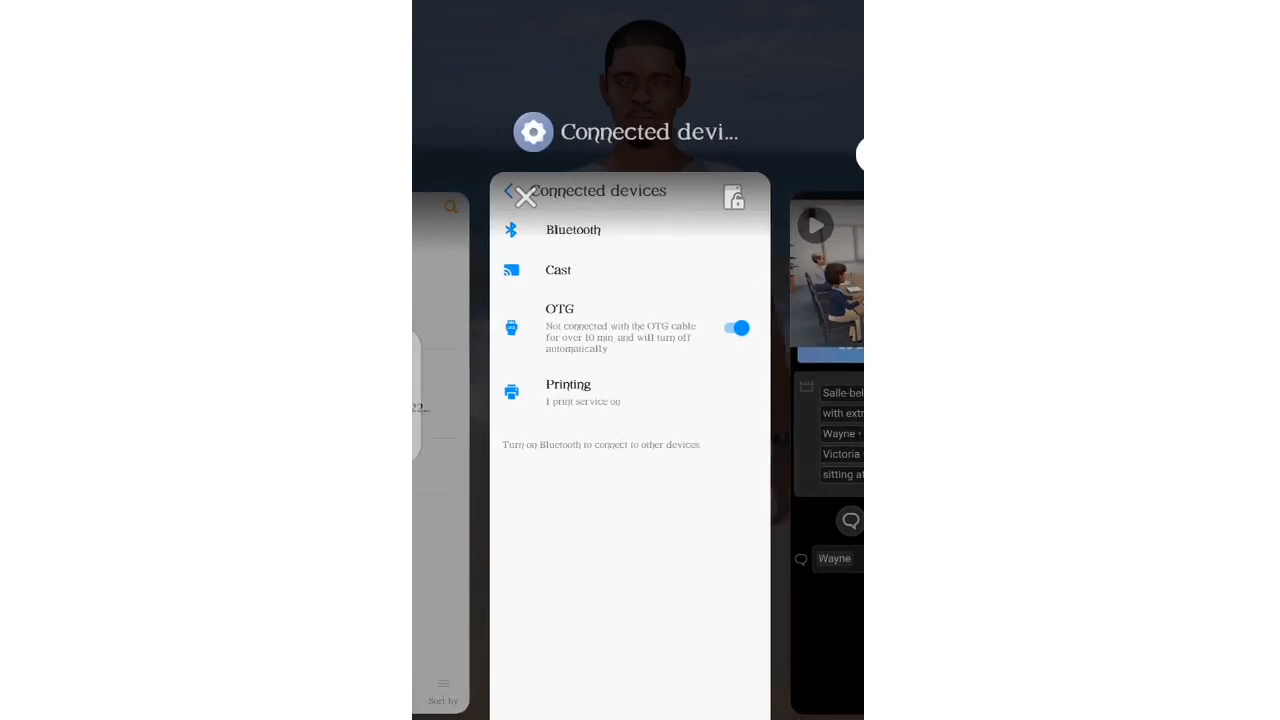 Connected devi...
Connected devices
Bluetooth
Cast
OTG
Not connected with the OTG cable
for over 10 min, and will turn off
automatically
Printing
1 print service on
Turn on Bluetooth to connect to other devices.
22...
Sort by
Salle-bel
with extr
Wayne •
Victoria
sitting at
Wayne